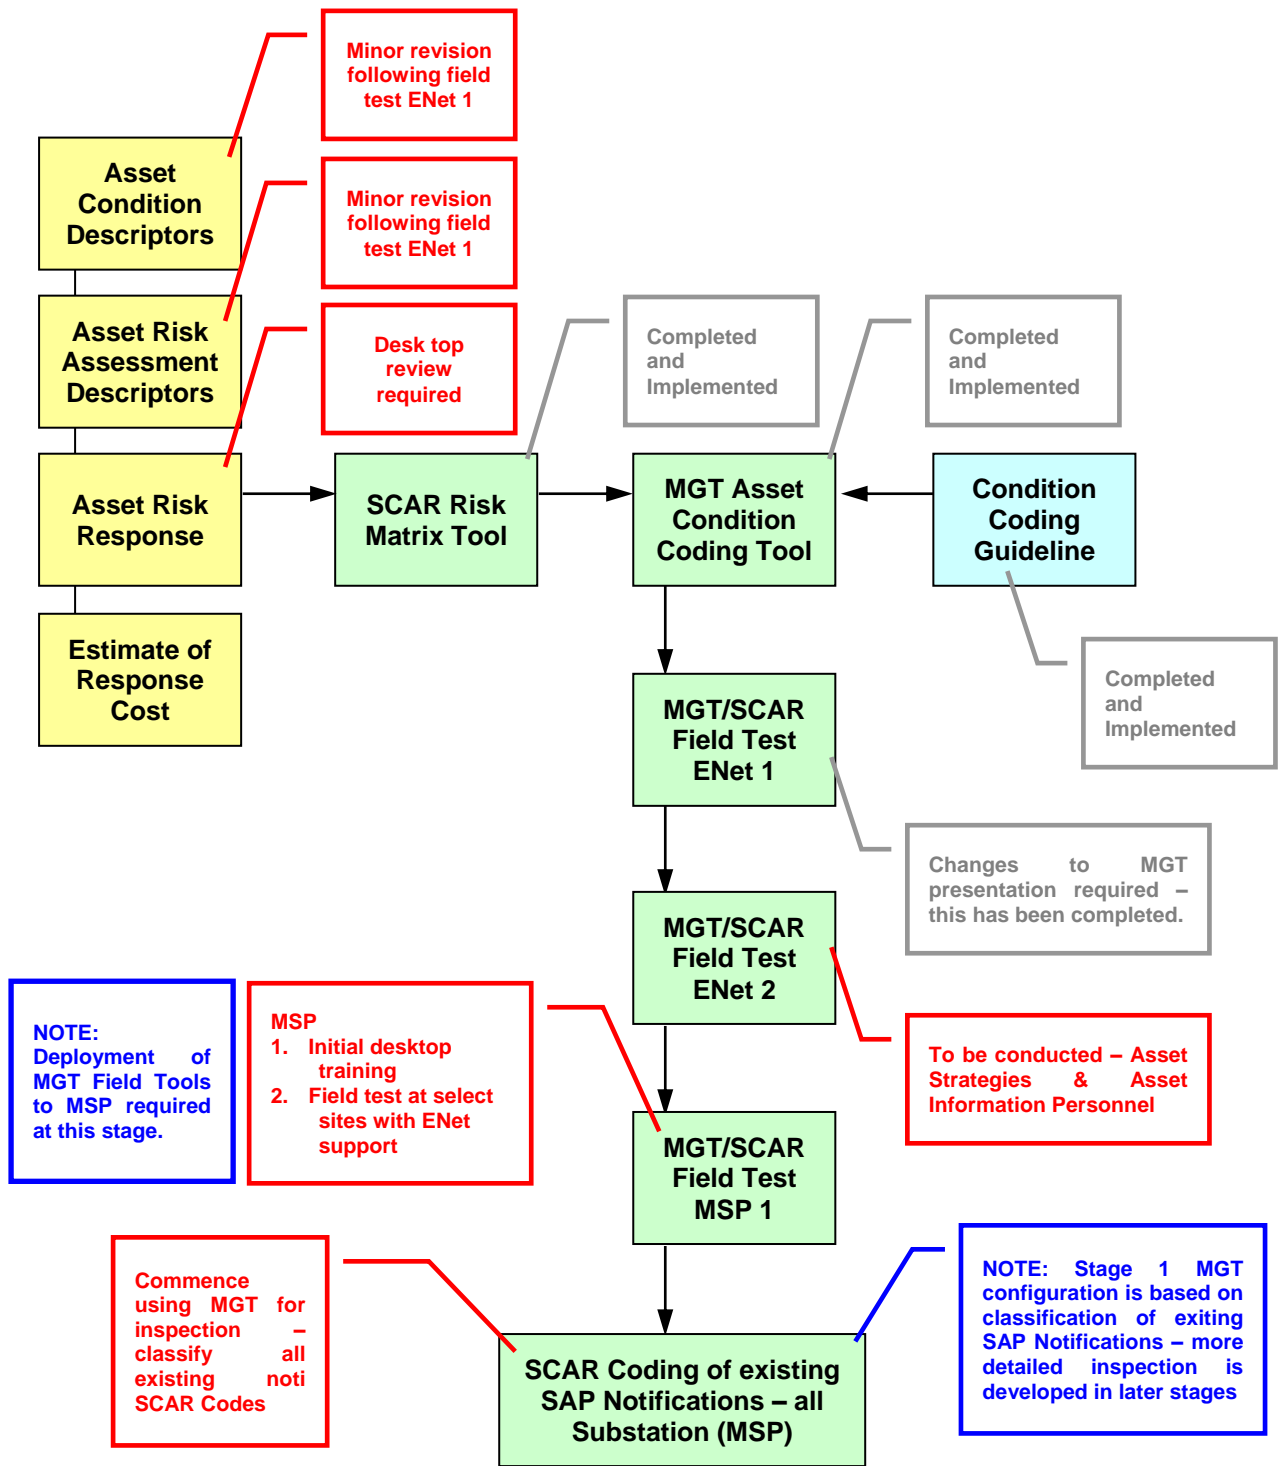 Minor revision
following field
test ENet 1
Asset
Condition
Descriptors
Minor revision
following field
test ENet 1
Asset Risk
Assessment
Descriptors
Desk top
review
required
Completed
and
Implemented
Completed
and
Implemented
Asset Risk
Response
SCAR Risk
Matrix Tool
MGT Asset
Condition
Coding Tool
Condition
Coding
Guideline
Estimate of
Response
Cost
Completed
and
Implemented
MGT/SCAR
Field Test
ENet 1
Changes to MGT
presentation required –
this has been completed.
MGT/SCAR
Field Test
ENet 2
NOTE:
Deployment of
MGT Field Tools
to MSP required
at this stage.
MSP
1. Initial desktop
training
2. Field test at select
sites with ENet
support
To be conducted – Asset
Strategies & Asset
Information Personnel
MGT/SCAR
Field Test
MSP 1
Commence
using MGT for
inspection –
classify all
existing noti
SCAR Codes
NOTE: Stage 1 MGT
configuration is based on
classification of exiting
SAP Notifications – more
detailed inspection is
developed in later stages
SCAR Coding of existing
SAP Notifications – all
Substation (MSP)